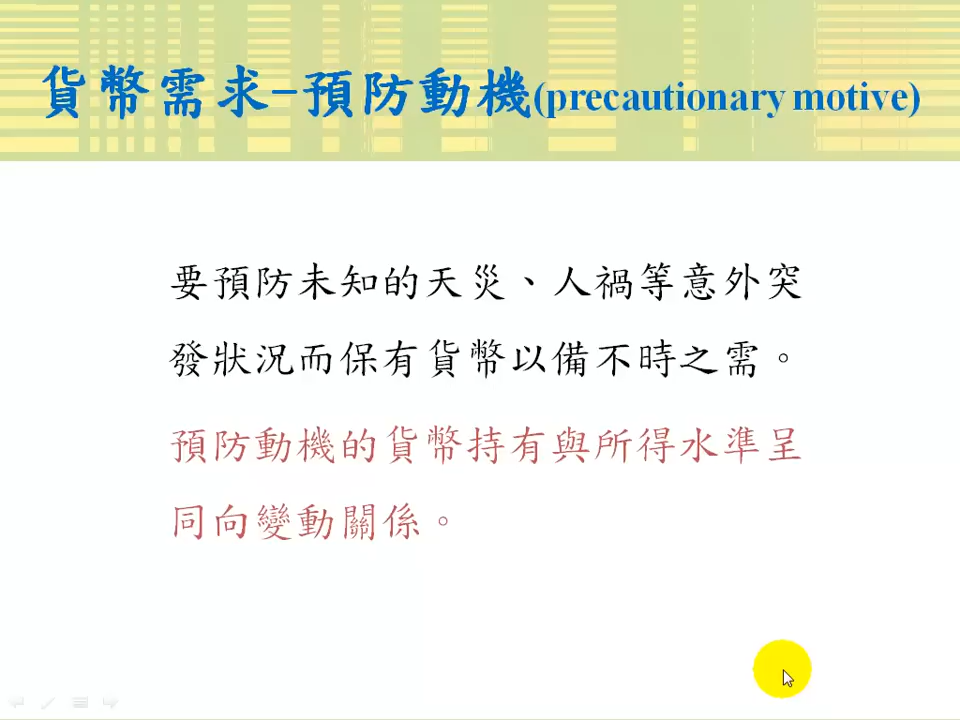 貨幣需求-預防動機(precautionary motive)
要預防未知的天災、人禍等意外突
發狀況而保有貨幣以備不時之需。
預防動機的貨幣持有與所得水準呈
同向變動關係。